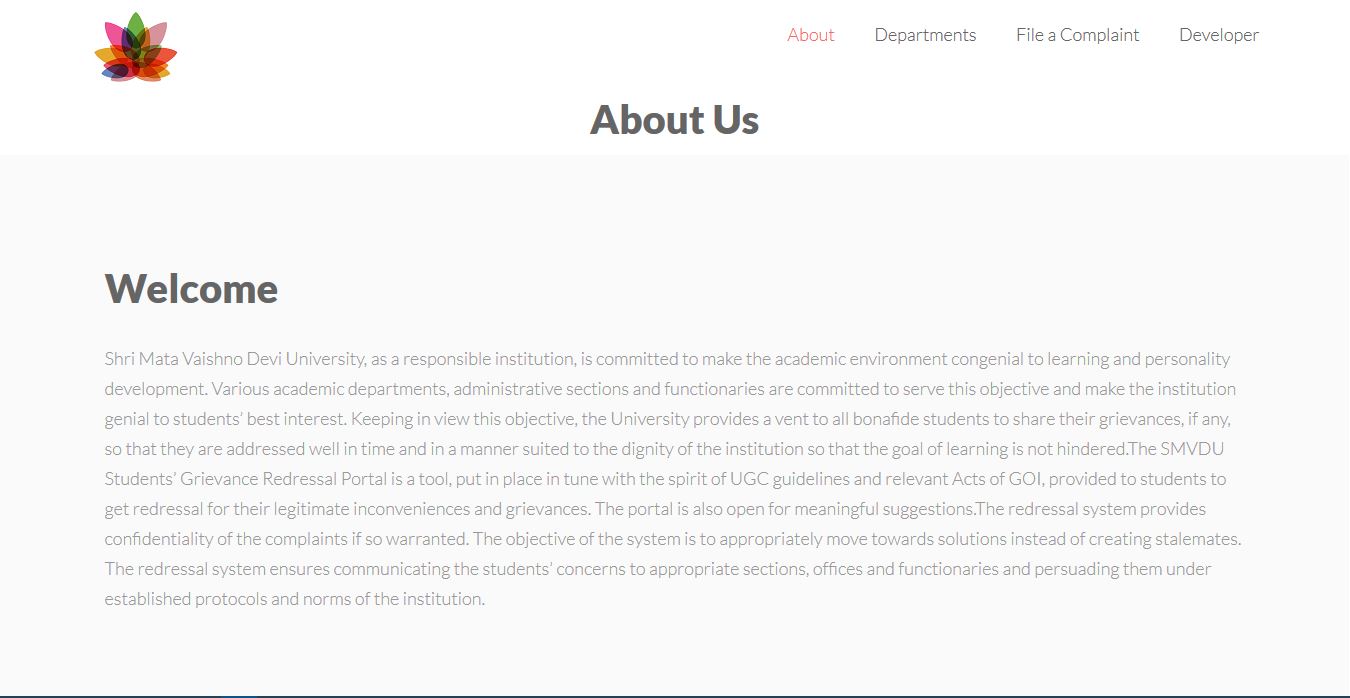 About Departments File a Complaint Developer
About Us
Welcome
Shri Mata Vaishno Devi University, as a responsible institution, is committed to make the academic environment congenial to learning and personality
development. Various academic departments, administrative sections and functionaries are committed to serve this objective and make the institution
genial to students’ best interest. Keeping in view this objective, the University provides a vent to all bonafide students to share their grievances, if any,
so that they are addressed well in time and in a manner suited to the dignity of the institution so that the goal of learning is not hindered.The SMVDU
Students’ Grievance Redressal Portal is a tool, put in place in tune with the spirit of UGC guidelines and relevant Acts of GOI, provided to students to
get redressal for their legitimate inconveniences and grievances. The portal is also open for meaningful suggestions.The redressal system provides
confidentiality of the complaints if so warranted. The objective of the system is to appropriately move towards solutions instead of creating stalemates.
The redressal system ensures communicating the students’ concerns to appropriate sections, offices and functionaries and persuading them under
established protocols and norms of the institution.